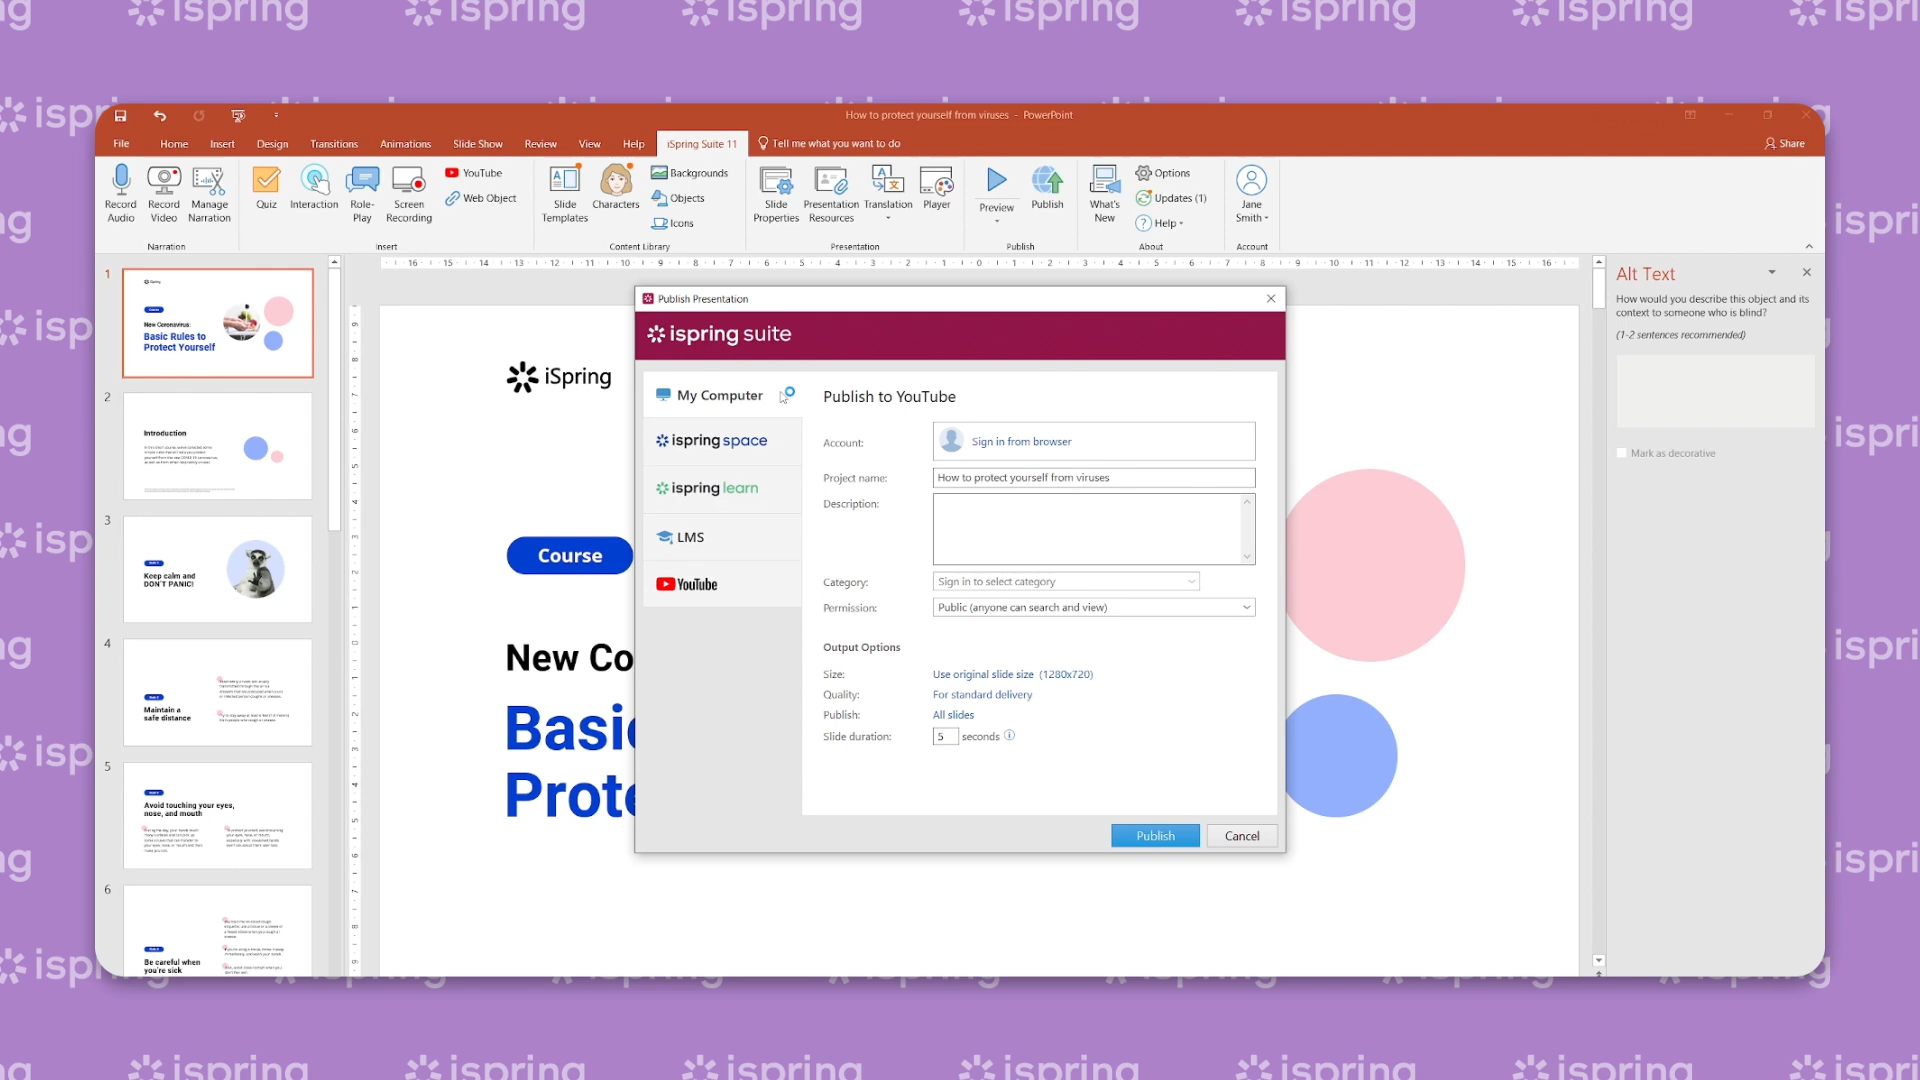 How to protect yourself from viruses - PowerPoint
File Home Insert Design Transitions Animations Slide Show Review View Help iSpring Suite 11 Tell me what you want to do Share
Record Audio
Record Video
Manage Narration
Narration
Quiz
Interaction
Role-Play
Screen Recording
YouTube
Web Object
Insert
Slide Templates
Characters
Backgrounds
Objects
Icons
Content Library
Slide Properties
Presentation Resources
Translation
Player
Presentation
Preview
Publish
Publish
What's New
Options
Updates (1)
Help
About
Jane Smith
Account
1
iSpring
New Coronavirus:
Basic Rules to
Protect Yourself
2
Introduction
3
Keep calm and
DON'T PANIC!
4
Maintain a
safe distance
5
Avoid touching your eyes,
nose, and mouth
6
Be careful when
you're sick
iSpring
Course
New Co
Basic
Prote
Publish Presentation
ispring suite
My Computer
ispring space
ispring learn
LMS
YouTube
Publish to YouTube
Account: Sign in from browser
Project name: How to protect yourself from viruses
Description:
Category: Sign in to select category
Permission: Public (anyone can search and view)
Output Options
Size: Use original slide size (1280x720)
Quality: For standard delivery
Publish: All slides
Slide duration: 5 seconds
Publish Cancel
Alt Text
How would you describe this object and its
context to someone who is blind?
(1-2 sentences recommended)
Mark as decorative